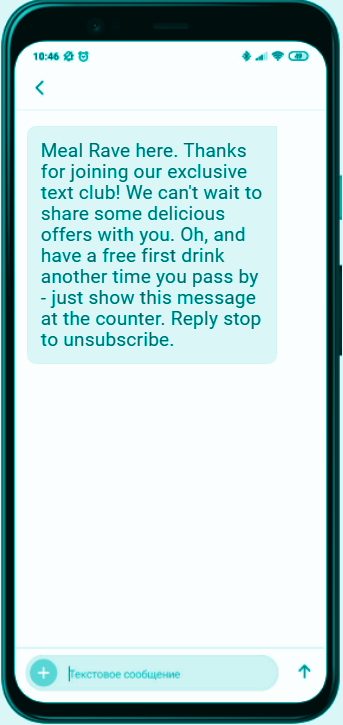 10:46
Meal Rave here. Thanks
for joining our exclusive
text club! We can't wait to
share some delicious
offers with you. Oh, and
have a free first drink
another time you pass by
- just show this message
at the counter. Reply stop
to unsubscribe.
Текстовое сообщение